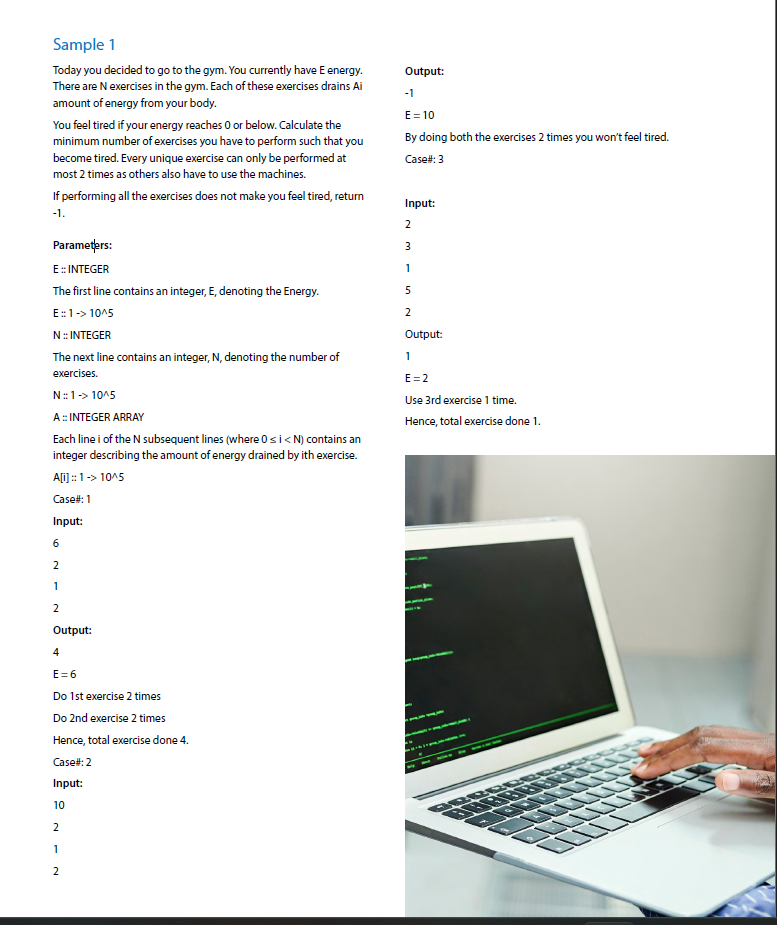 Sample 1
Today you decided to go to the gym. You currently have E energy.
There are N exercises in the gym. Each of these exercises drains Ai
amount of energy from your body.
You feel tired if your energy reaches 0 or below. Calculate the
minimum number of exercises you have to perform such that you
become tired. Every unique exercise can only be performed at
most 2 times as others also have to use the machines.
If performing all the exercises does not make you feel tired, return
-1.
Parameters:
E :: INTEGER
The first line contains an integer, E, denoting the Energy.
E :: 1 -> 10^5
N :: INTEGER
The next line contains an integer, N, denoting the number of
exercises.
N :: 1 -> 10^5
A :: INTEGER ARRAY
Each line i of the N subsequent lines (where 0 ≤ i < N) contains an
integer describing the amount of energy drained by ith exercise.
A[i] :: 1 -> 10^5
Case#: 1
Input:
6
2
1
2
Output:
4
E = 6
Do 1st exercise 2 times
Do 2nd exercise 2 times
Hence, total exercise done 4.
Case#: 2
Input:
10
2
1
2
Output:
-1
E = 10
By doing both the exercises 2 times you won't feel tired.
Case#: 3
Input:
2
3
1
5
2
Output:
1
E = 2
Use 3rd exercise 1 time.
Hence, total exercise done 1.